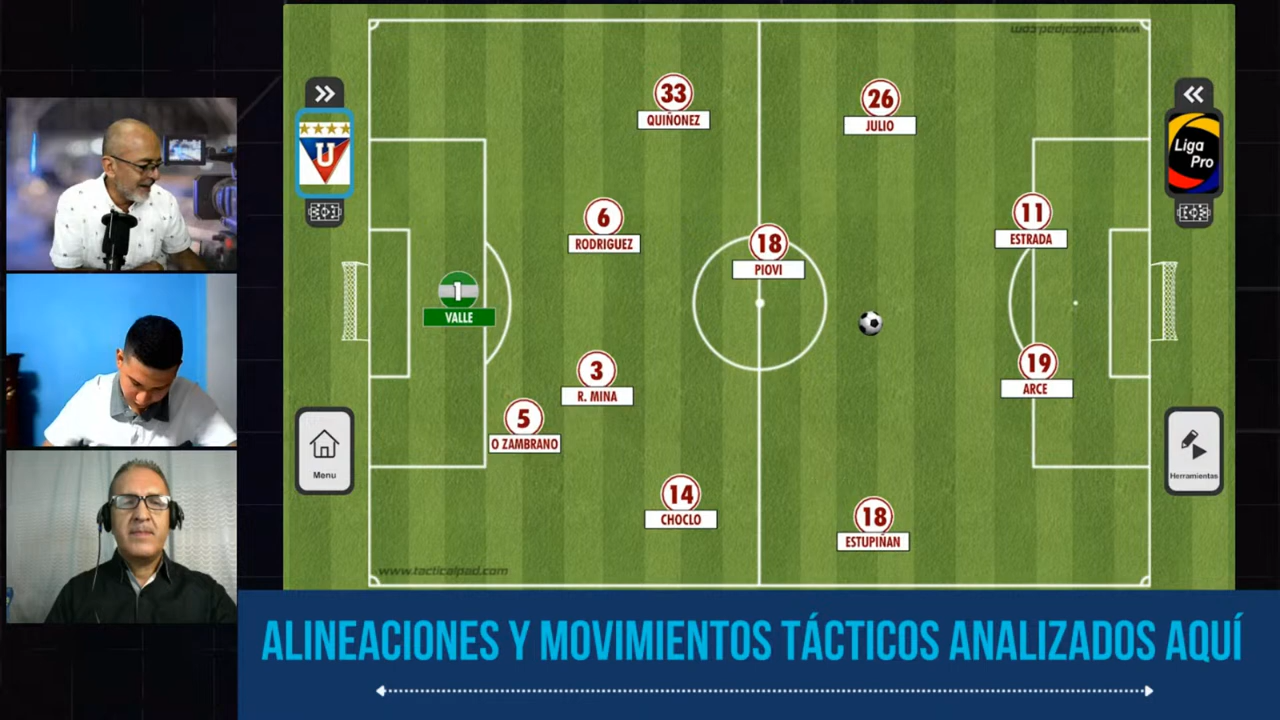 www.tacticalpad.com
33
QUIÑONEZ
26
JULIO
U
Liga
Pro
6
RODRIGUEZ
11
ESTRADA
18
PIOVI
1
VALLE
3
R. MINA
19
ARCE
5
O ZAMBRANO
Menu
Herramientas
14
CHOCLO
18
ESTUPIÑAN
www.tacticalpad.com
ALINEACIONES Y MOVIMIENTOS TÁCTICOS ANALIZADOS AQUÍ